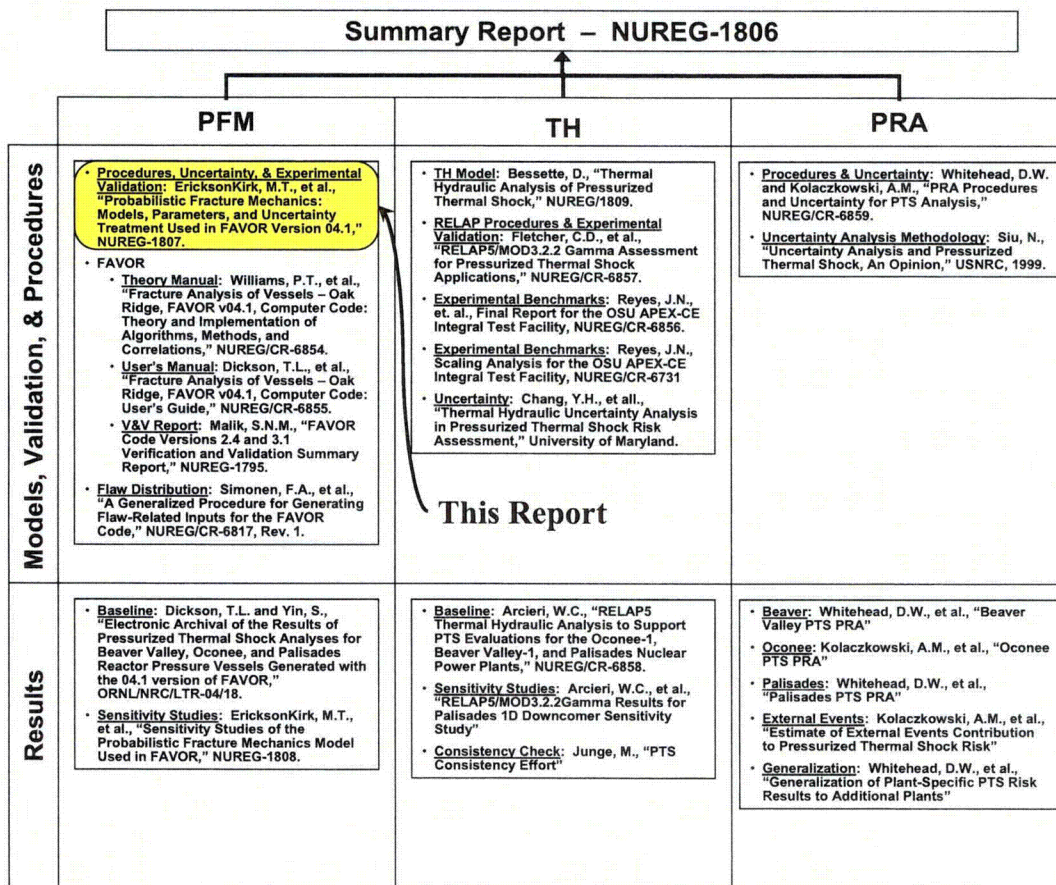 Summary Report – NUREG-1806
PFM
TH
PRA
Models, Validation, & Procedures
• Procedures, Uncertainty, & Experimental
Validation: EricksonKirk, M.T., et al.,
“Probabilistic Fracture Mechanics:
Models, Parameters, and Uncertainty
Treatment Used in FAVOR Version 04.1,”
NUREG-1807.
• FAVOR
• Theory Manual: Williams, P.T., et al.,
“Fracture Analysis of Vessels – Oak
Ridge, FAVOR v04.1, Computer Code:
Theory and Implementation of
Algorithms, Methods, and
Correlations,” NUREG/CR-6854.
• User's Manual: Dickson, T.L., et al.,
“Fracture Analysis of Vessels – Oak
Ridge, FAVOR v04.1, Computer Code:
User's Guide,” NUREG/CR-6855.
• V&V Report: Malik, S.N.M., “FAVOR
Code Versions 2.4 and 3.1
Verification and Validation Summary
Report,” NUREG-1795.
• Flaw Distribution: Simonen, F.A., et al.,
“A Generalized Procedure for Generating
Flaw-Related Inputs for the FAVOR
Code,” NUREG/CR-6817, Rev. 1.
• TH Model: Bessette, D., “Thermal
Hydraulic Analysis of Pressurized
Thermal Shock,” NUREG/1809.
• RELAP Procedures & Experimental
Validation: Fletcher, C.D., et al.,
“RELAP5/MOD3.2.2 Gamma Assessment
for Pressurized Thermal Shock
Applications,” NUREG/CR-6857.
• Experimental Benchmarks: Reyes, J.N.,
et. al., Final Report for the OSU APEX-CE
Integral Test Facility, NUREG/CR-6856.
• Experimental Benchmarks: Reyes, J.N.,
Scaling Analysis for the OSU APEX-CE
Integral Test Facility, NUREG/CR-6731
• Uncertainty: Chang, Y.H., et all.,
“Thermal Hydraulic Uncertainty Analysis
in Pressurized Thermal Shock Risk
Assessment,” University of Maryland.
This Report
• Procedures & Uncertainty: Whitehead, D.W.
and Kolaczkowski, A.M., “PRA Procedures
and Uncertainty for PTS Analysis,”
NUREG/CR-6859.
• Uncertainty Analysis Methodology: Siu, N.,
“Uncertainty Analysis and Pressurized
Thermal Shock, An Opinion,” USNRC, 1999.
Results
• Baseline: Dickson, T.L. and Yin, S.,
“Electronic Archival of the Results of
Pressurized Thermal Shock Analyses for
Beaver Valley, Oconee, and Palisades
Reactor Pressure Vessels Generated with
the 04.1 version of FAVOR,”
ORNL/NRC/LTR-04/18.
• Sensitivity Studies: EricksonKirk, M.T.,
et al., “Sensitivity Studies of the
Probabilistic Fracture Mechanics Model
Used in FAVOR,” NUREG-1808.
• Baseline: Arcieri, W.C., “RELAP5
Thermal Hydraulic Analysis to Support
PTS Evaluations for the Oconee-1,
Beaver Valley-1, and Palisades Nuclear
Power Plants,” NUREG/CR-6858.
• Sensitivity Studies: Arcieri, W.C., et al.,
“RELAP5/MOD3.2.2Gamma Results for
Palisades 1D Downcomer Sensitivity
Study”
• Consistency Check: Junge, M., “PTS
Consistency Effort”
• Beaver: Whitehead, D.W., et al., “Beaver
Valley PTS PRA”
• Oconee: Kolaczkowski, A.M., et al., “Oconee
PTS PRA”
• Palisades: Whitehead, D.W., et al.,
“Palisades PTS PRA”
• External Events: Kolaczkowski, A.M., et al.,
“Estimate of External Events Contribution
to Pressurized Thermal Shock Risk”
• Generalization: Whitehead, D.W., et al.,
“Generalization of Plant-Specific PTS Risk
Results to Additional Plants”